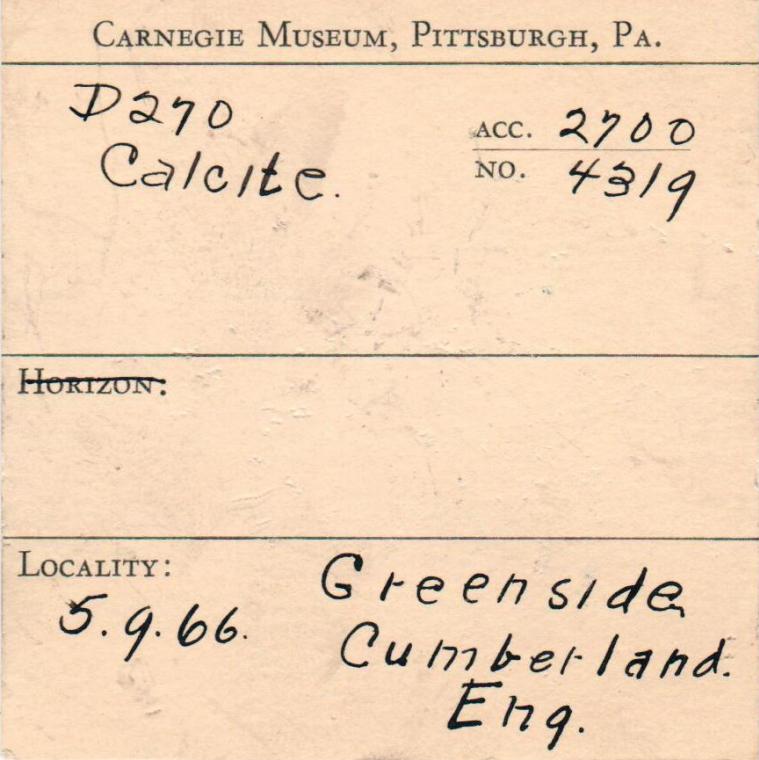 CARNEGIE MUSEUM, PITTSBURGH, PA.
D270
Calcite.
ACC. 2700
NO. 4319
HORIZON:
LOCALITY:
5.9.66.
Greenside
Cumberland.
Eng.